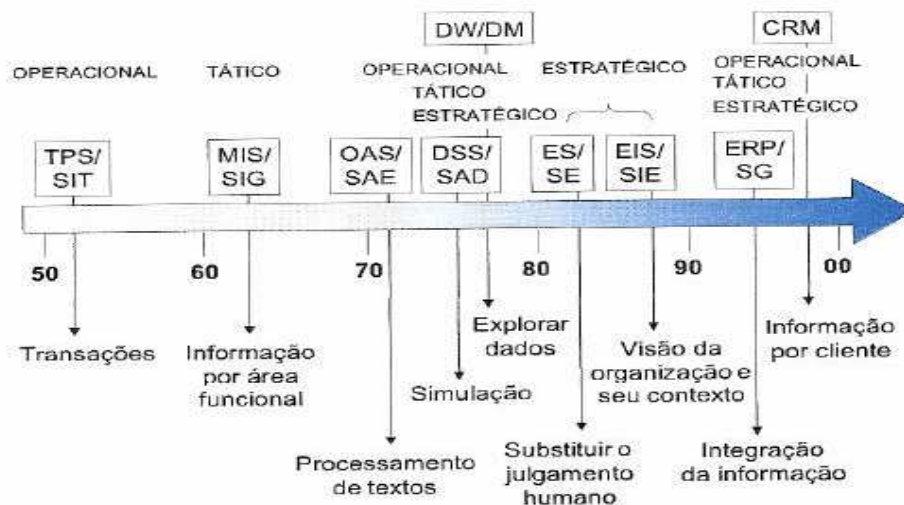 DW/DM
CRM
OPERACIONAL
TÁTICO
OPERACIONAL
TÁTICO
ESTRATÉGICO
ESTRATÉGICO
OPERACIONAL
TÁTICO
ESTRATÉGICO
TPS/
SIT
MIS/
SIG
OAS/
SAE
DSS/
SAD
ES/
SE
EIS/
SIE
ERP/
SG
50
60
70
80
90
00
Transações
Informação
por área
funcional
Processamento
de textos
Simulação
Explorar
dados
Substituir o
julgamento
humano
Visão da
organização e
seu contexto
Integração
da informação
Informação
por cliente